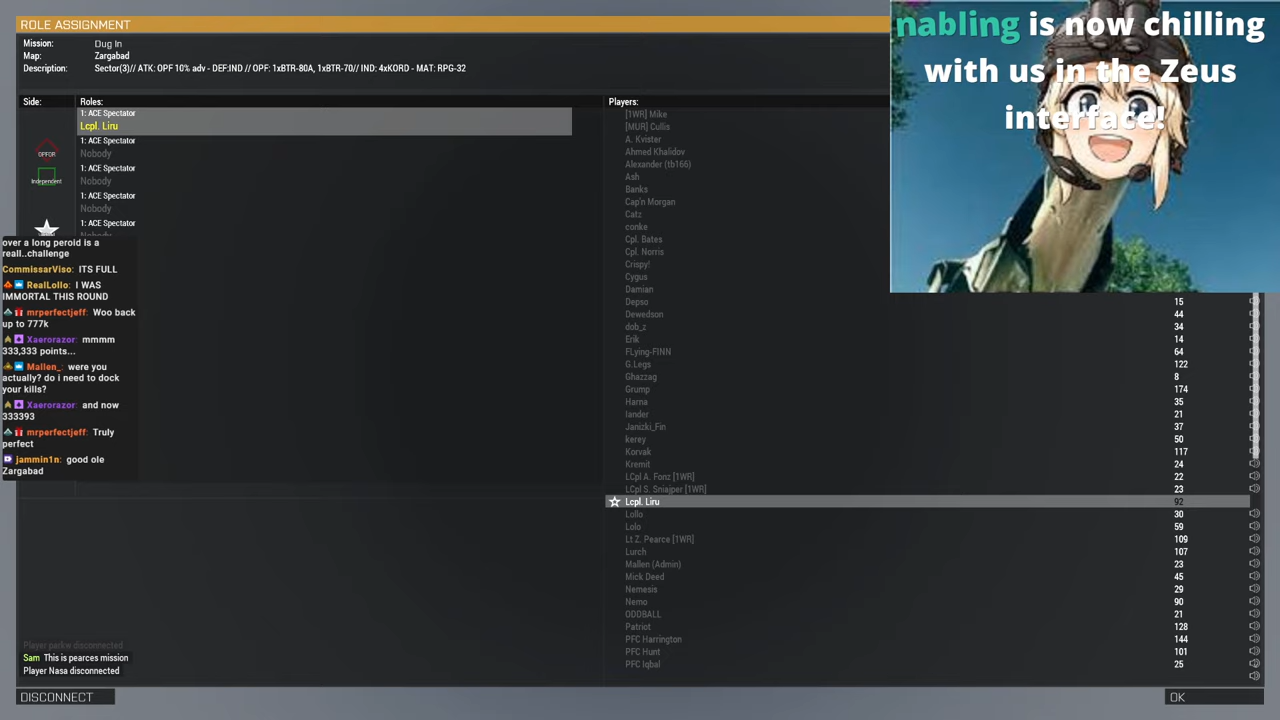 ROLE ASSIGNMENT
Mission: Dug In
Map: Zargabad
Description: Sector(3)// ATK: OPF 10% adv - DEF:IND // OPF: 1xBTR-80A, 1xBTR-70// IND: 4xKORD - MAT: RPG-32
nabling is now chilling
with us in the Zeus
interface!
Side: Roles: Players:
1: ACE Spectator
Lcpl. Liru
1: ACE Spectator
Nobody
1: ACE Spectator
Nobody
1: ACE Spectator
Nobody
1: ACE Spectator
OPFOR
Independent
over a long peroid is a
reall..challenge
CommissarViso: ITS FULL
RealLollo: I WAS
IMMORTAL THIS ROUND
mrperfectjeff: Woo back
up to 777k
Xaerorazor: mmmm
333,333 points...
Mallen_: were you
actually? do i need to dock
your kills?
Xaerorazor: and now
333393
mrperfectjeff: Truly
perfect
jammin1n: good ole
Zargabad
[1WR] Mike
[MUR] Cullis
A. Kvister
Ahmed Khalidov
Alexander (tb166)
Ash
Banks
Cap'n Morgan
Catz
conke
Cpl. Bates
Cpl. Norris
Crispy!
Cygus
Damian
Depso 15
Dewedson 44
dob_z 34
Erik 14
FLying-FINN 64
G.Legs 122
Ghazzag 8
Grump 174
Harna 35
Iander 21
Janizki_Fin 37
kerey 50
Korvak 117
Kremit 24
LCpl A. Fonz [1WR] 22
LCpl S. Sniajper [1WR] 23
Lcpl. Liru 92
Lollo 30
Lolo 59
Lt Z. Pearce [1WR] 109
Lurch 107
Mallen (Admin) 23
Mick Deed 45
Nemesis 29
Nemo 90
ODDBALL 21
Patriot 128
PFC Harrington 144
PFC Hunt 101
PFC Iqbal 25
Player parkw disconnected
Sam This is pearces mission
Player Nasa disconnected
DISCONNECT
OK